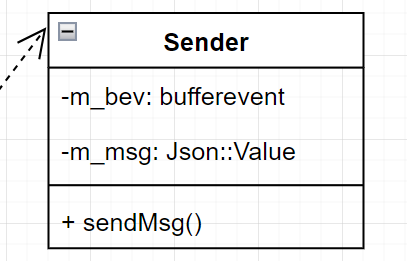 Sender
-m_bev: bufferevent
-m_msg: Json::Value
+ sendMsg()